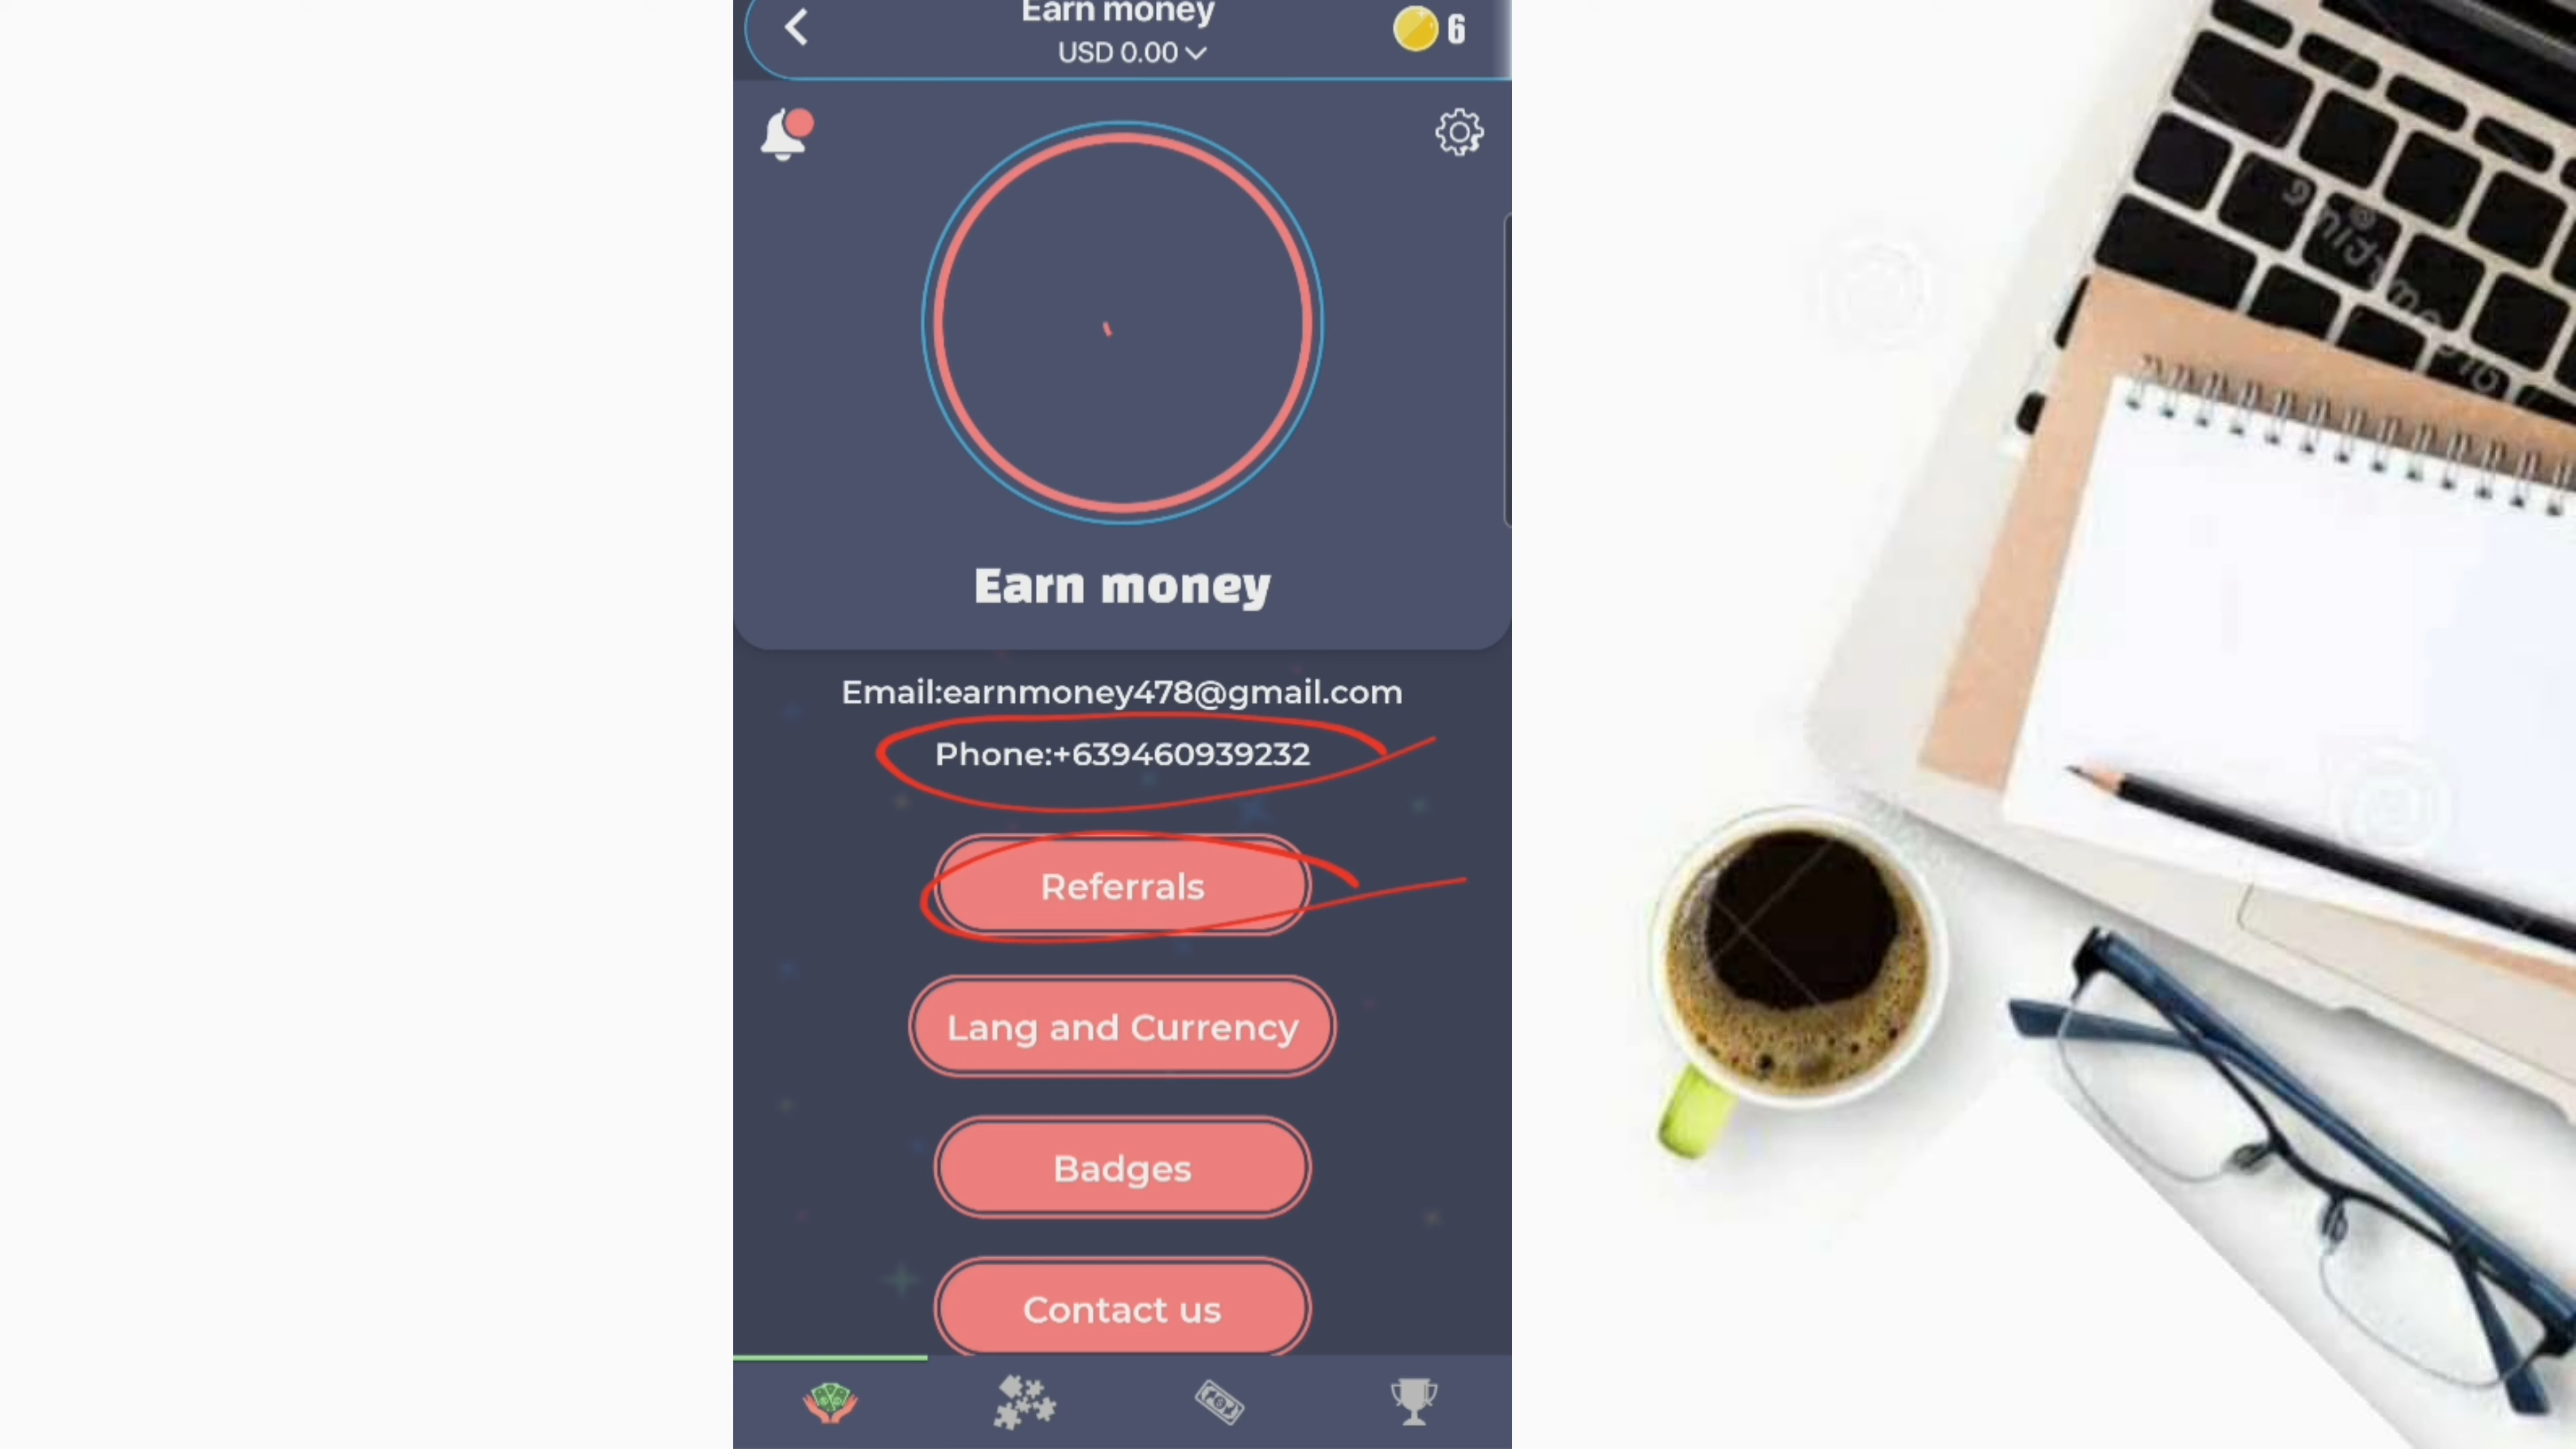 Earn money
USD 0.00
6
Earn money
Email:earnmoney478@gmail.com
Phone:+639460939232
Referrals
Lang and Currency
Badges
Contact us